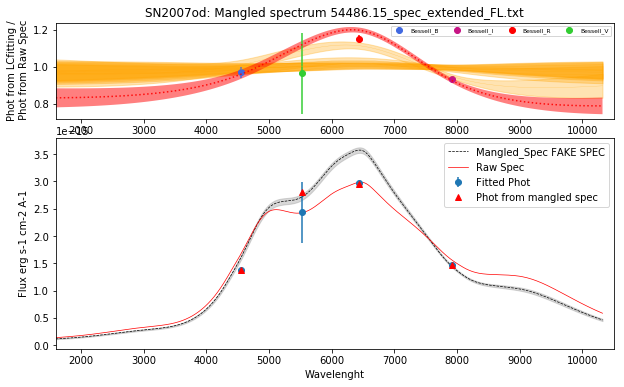 SN2007od: Mangled spectrum 54486.15_spec_extended_FL.txt
Phot from LCfitting /
Phot from Raw Spec
1.2
1.0
0.8
Bessell_B
Bessell_I
Bessell_R
Bessell_V
2000 3000 4000 5000 6000 7000 8000 9000 10000
Flux erg s-1 cm-2 A-1
3.5
3.0
2.5
2.0
1.5
1.0
0.5
0.0
Mangled_Spec FAKE SPEC
Raw Spec
Fitted Phot
Phot from mangled spec
2000 3000 4000 5000 6000 7000 8000 9000 10000
Wavelenght